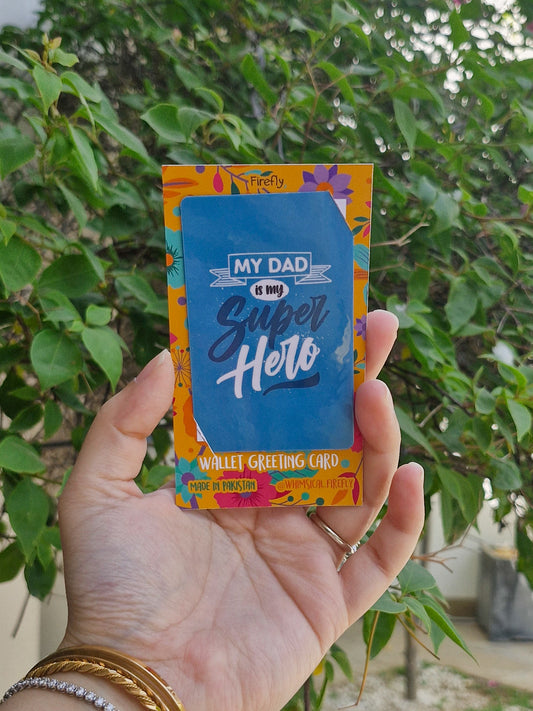 Firefly
MY DAD
is my
Super
Hero
WALLET GREETING CARD
MADE IN PAKISTAN @WHIMSICAL.FIREFLY